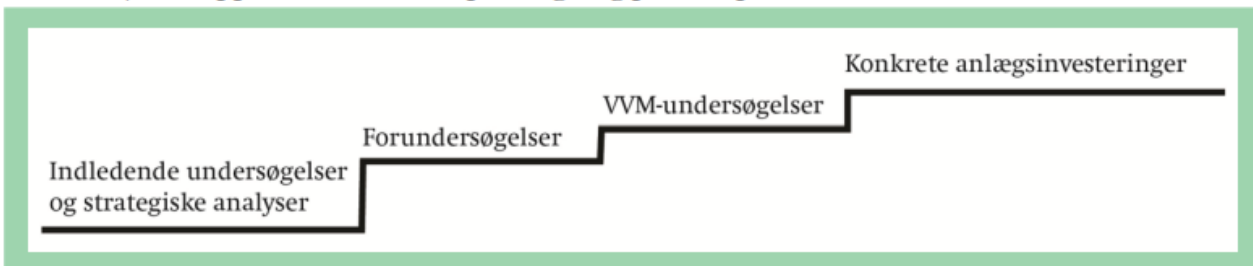 Indledende undersøgelser
og strategiske analyser
Forundersøgelser
VVM-undersøgelser
Konkrete anlægsinvesteringer